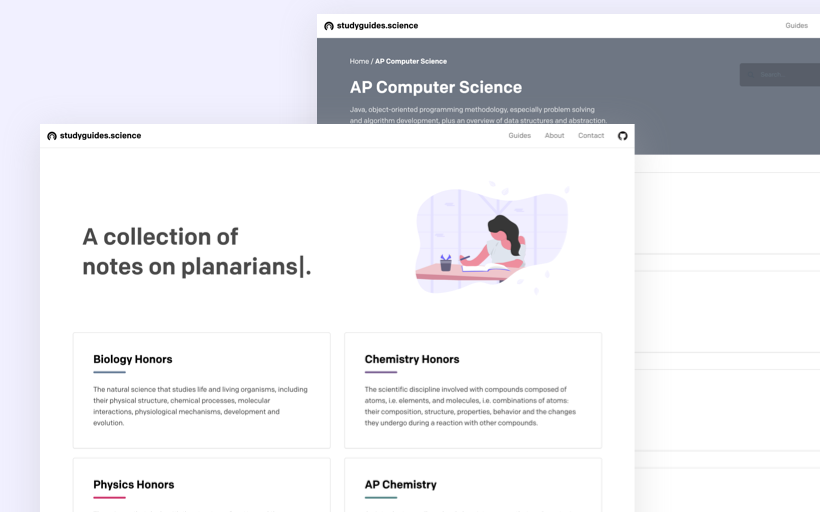 studyguides.science
Guides
Home / AP Computer Science
AP Computer Science
Search
Java, object-oriented programming methodology, especially problem solving
and algorithm development, plus an overview of data structures and abstraction.
studyguides.science
Guides About Contact
A collection of
notes on planarians|.
Biology Honors
The natural science that studies life and living organisms, including
their physical structure, chemical processes, molecular
interactions, physiological mechanisms, development and
evolution.
Chemistry Honors
The scientific discipline involved with compounds composed of
atoms, i.e. elements, and molecules, i.e. combinations of atoms:
their composition, structure, properties, behavior and the changes
they undergo during a reaction with other compounds.
Physics Honors
AP Chemistry